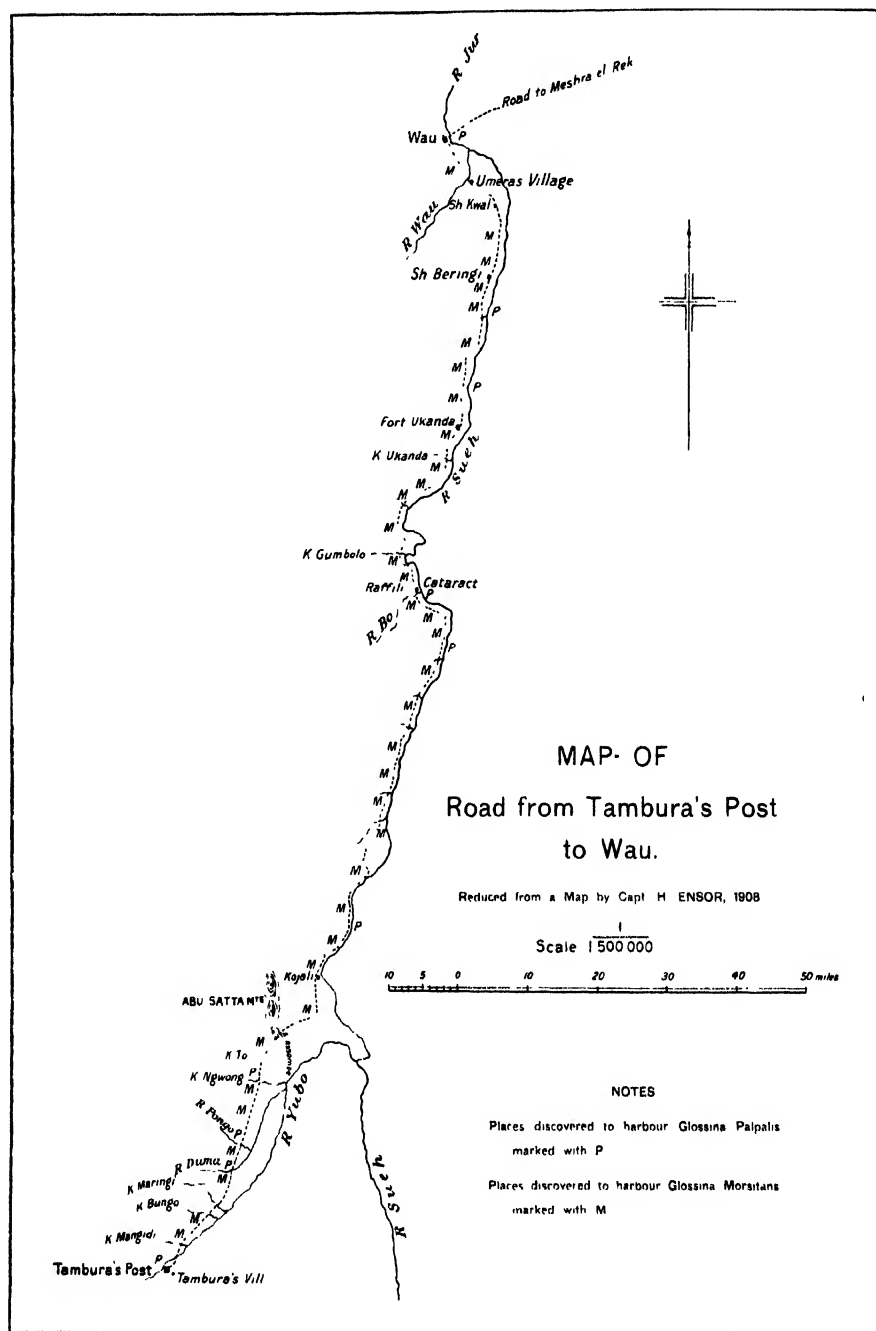 R Jur
Road to Meshra el Rek
Wau
P
M
Umeras Village
Sh Kwai
R Wau
M
M
Sh Beringi
M
M
P
M
M
P
M
Fort Ukanda
M
K Ukanda
M
R Sueh
M
M
M
K Gumbolo
M
M
Raffili
Cataract
P
M
M
R Bo
M
P
M
M
M
M
M
M
M
MAP OF
Road from Tambura's Post
to Wau.
Reduced from a Map by Capt H ENSOR, 1908
Scale 1/1500000
10 5 0 10 20 30 40 50 miles
M
M
P
M
M
Kojali
ABU SATTA Mts
M
M
K To
K Ngwong
P
M
M
R Yubo
R Pongo
P
M
R Duma
P
M
K Maringi
K Bungo
M
K Mangidi
M
P
Tambura's Post
Tambura's Vill
R Sueh
NOTES
Places discovered to harbour Glossina Palpalis
marked with P
Places discovered to harbour Glossina Morsitans
marked with M